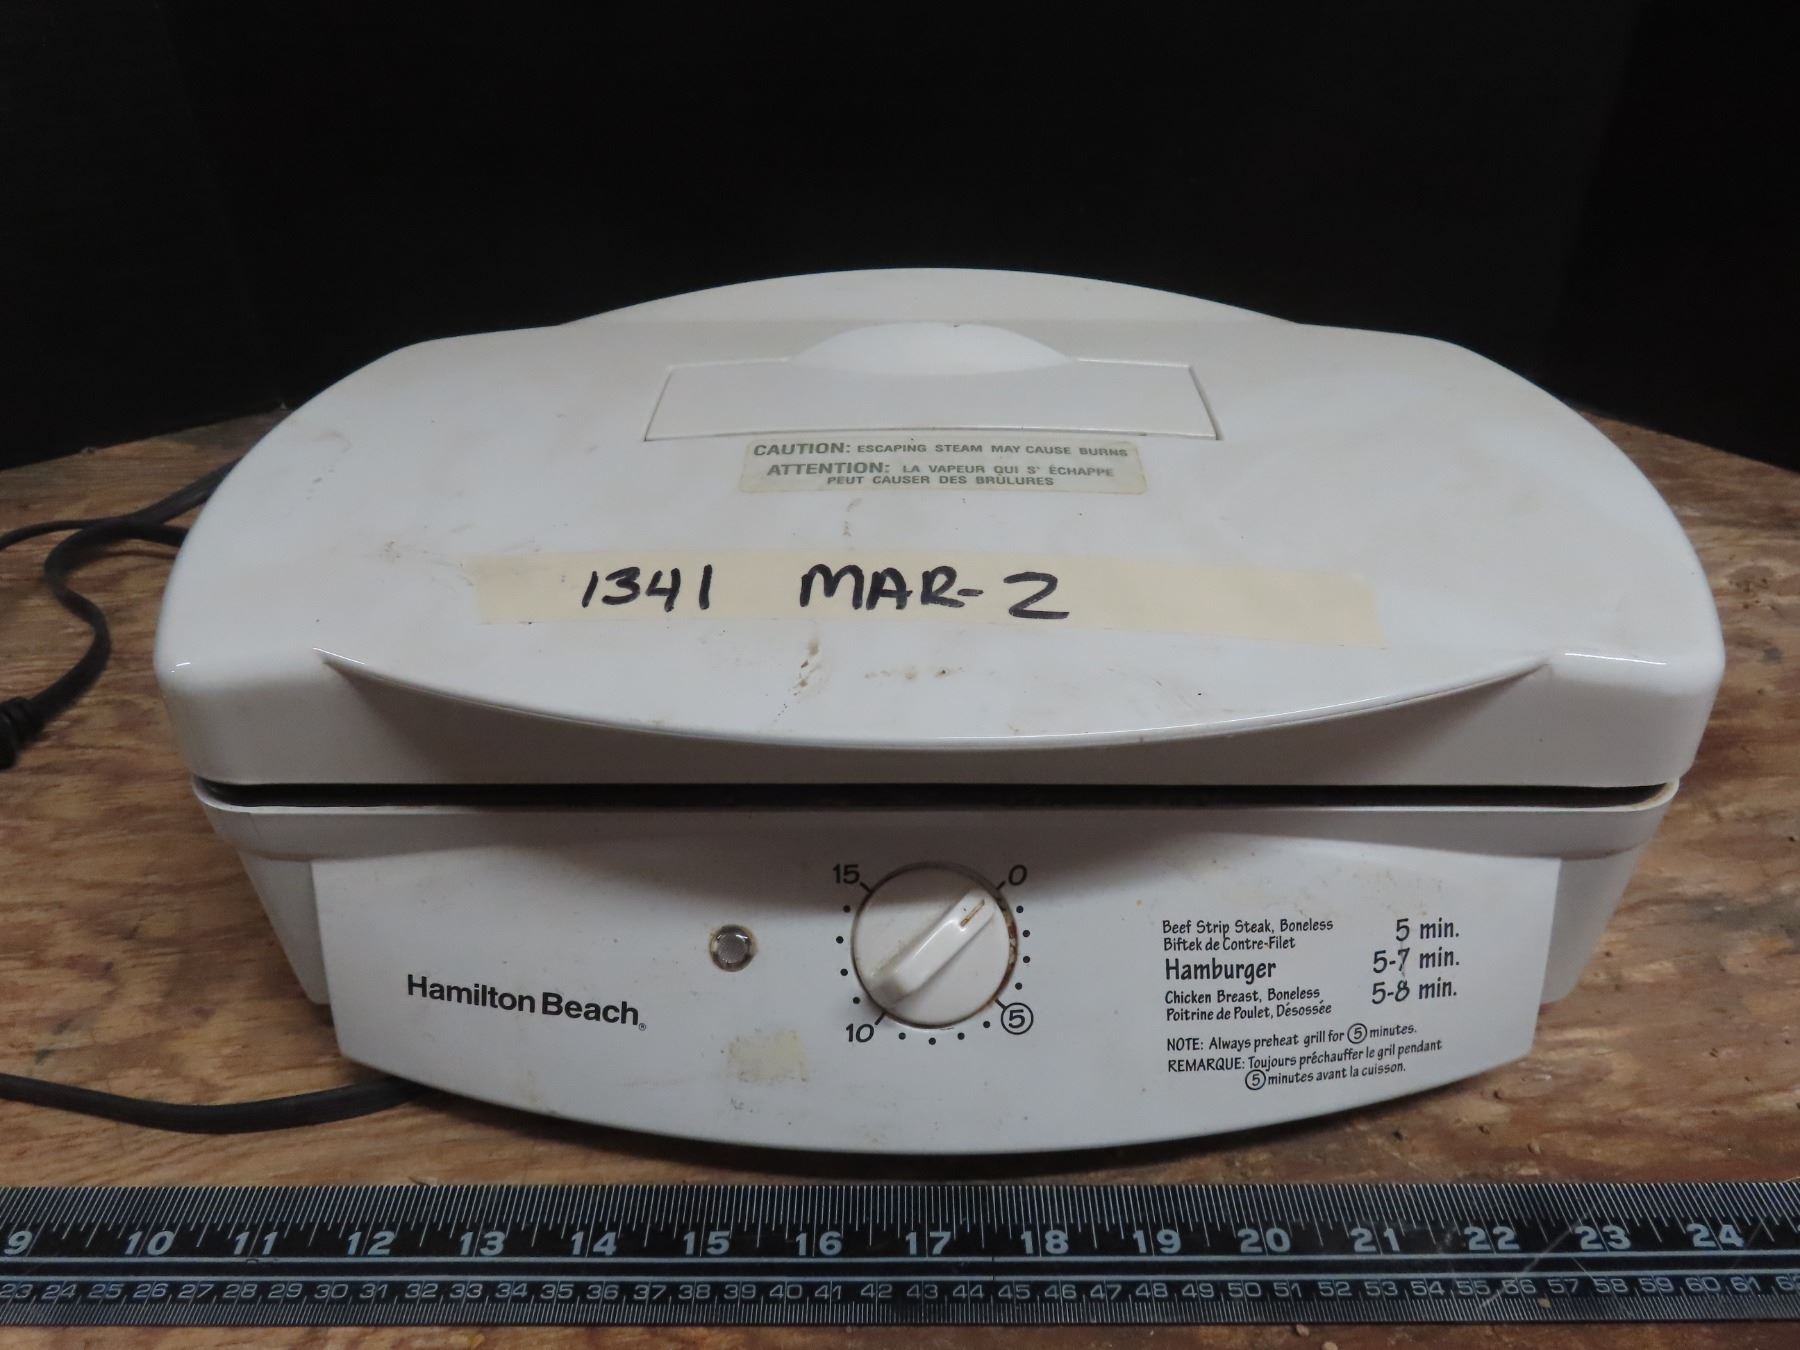 CAUTION: ESCAPING STEAM MAY CAUSE BURNS
ATTENTION: LA VAPEUR QUI S' ÉCHAPPE
PEUT CAUSER DES BRÛLURES
1341 MAR-2
15 0
10 5
Hamilton Beach®
Beef Strip Steak, Boneless 5 min.
Biftek de Contre-Filet
Hamburger 5-7 min.
Chicken Breast, Boneless 5-8 min.
Poitrine de Poulet, Désossée
NOTE: Always preheat grill for 5 minutes.
REMARQUE: Toujours préchauffer le gril pendant
5 minutes avant la cuisson.
9 10 11 12 13 14 15 16 17 18 19 20 21 22 23 24
23 24 25 26 27 28 29 30 31 32 33 34 35 36 37 38 39 40 41 42 43 44 45 46 47 48 49 50 51 52 53 54 55 56 57 58 59 60 61